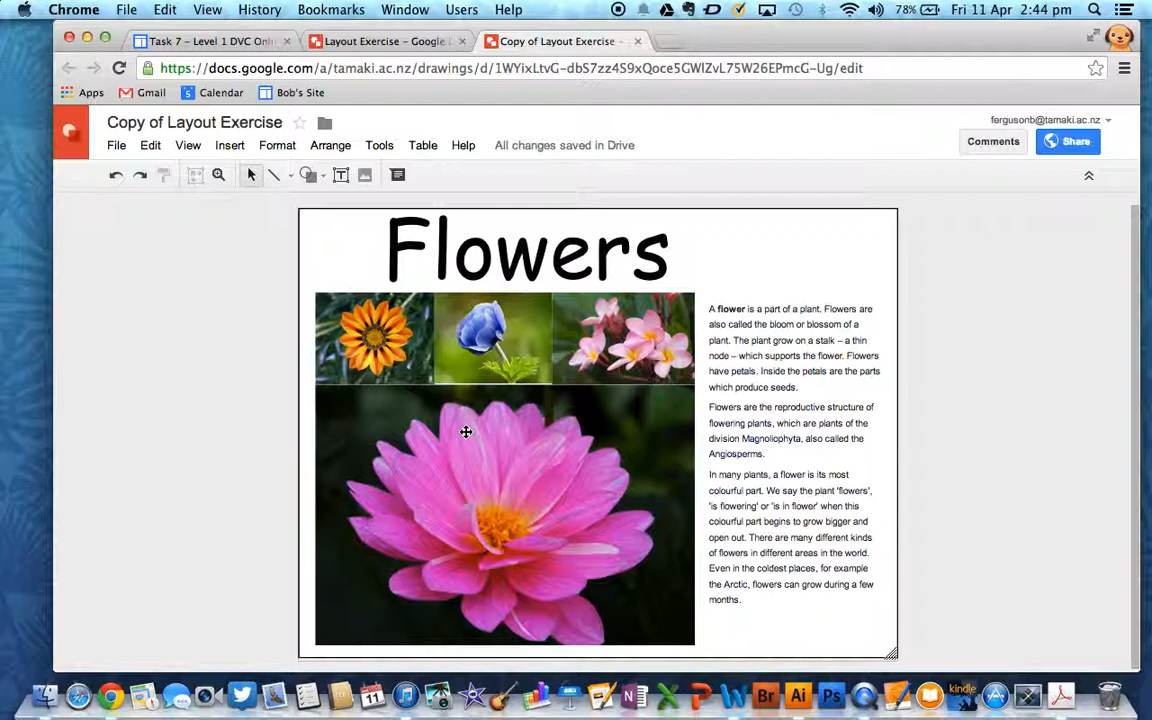 Chrome File Edit View History Bookmarks Window Users Help 78% Fri 11 Apr 2:44 pm
Task 7 – Level 1 DVC Onl
Layout Exercise – Google D
Copy of Layout Exercise –
https://docs.google.com/a/tamaki.ac.nz/drawings/d/1WYixLtvG-dbS7zz4S9xQoce5GWlZvL75W26EPmcG-Ug/edit
Apps Gmail Calendar Bob's Site
Copy of Layout Exercise
fergusonb@tamaki.ac.nz
File Edit View Insert Format Arrange Tools Table Help All changes saved in Drive
Comments Share
Flowers
A flower is a part of a plant. Flowers are
also called the bloom or blossom of a
plant. The plant grow on a stalk – a thin
node – which supports the flower. Flowers
have petals. Inside the petals are the parts
which produce seeds.
Flowers are the reproductive structure of
flowering plants, which are plants of the
division Magnoliophyta, also called the
Angiosperms.
In many plants, a flower is its most
colourful part. We say the plant 'flowers',
'is flowering' or 'is in flower' when this
colourful part begins to grow bigger and
open out. There are many different kinds
of flowers in different areas in the world.
Even in the coldest places, for example
the Arctic, flowers can grow during a few
months.
11
N
X
P
W
Br
Ai
Ps
kindle